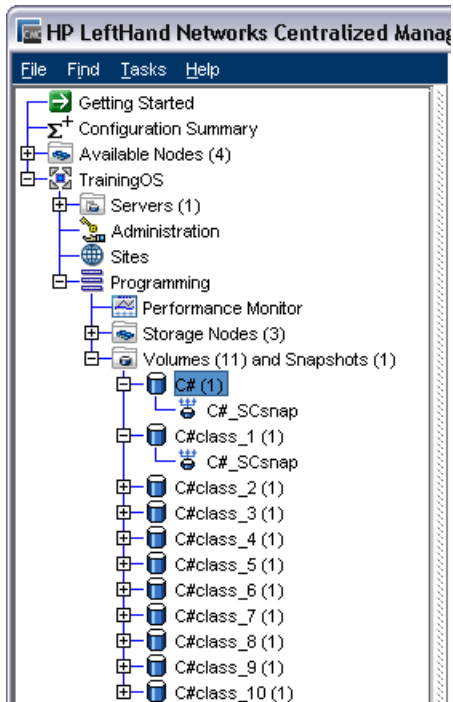 HP LeftHand Networks Centralized Manag
File Find Tasks Help
Getting Started
Configuration Summary
Available Nodes (4)
TrainingOS
Servers (1)
Administration
Sites
Programming
Performance Monitor
Storage Nodes (3)
Volumes (11) and Snapshots (1)
C# (1)
C#_SCsnap
C#class_1 (1)
C#_SCsnap
C#class_2 (1)
C#class_3 (1)
C#class_4 (1)
C#class_5 (1)
C#class_6 (1)
C#class_7 (1)
C#class_8 (1)
C#class_9 (1)
C#class_10 (1)